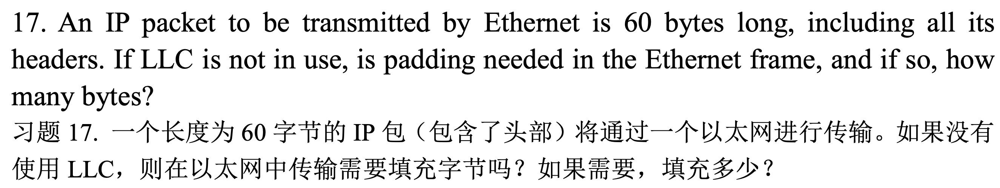 17. An IP packet to be transmitted by Ethernet is 60 bytes long, including all its
headers. If LLC is not in use, is padding needed in the Ethernet frame, and if so, how
many bytes?
习题 17. 一个长度为 60 字节的 IP 包（包含了头部）将通过一个以太网进行传输。如果没有
使用 LLC，则在以太网中传输需要填充字节吗？如果需要，填充多少？